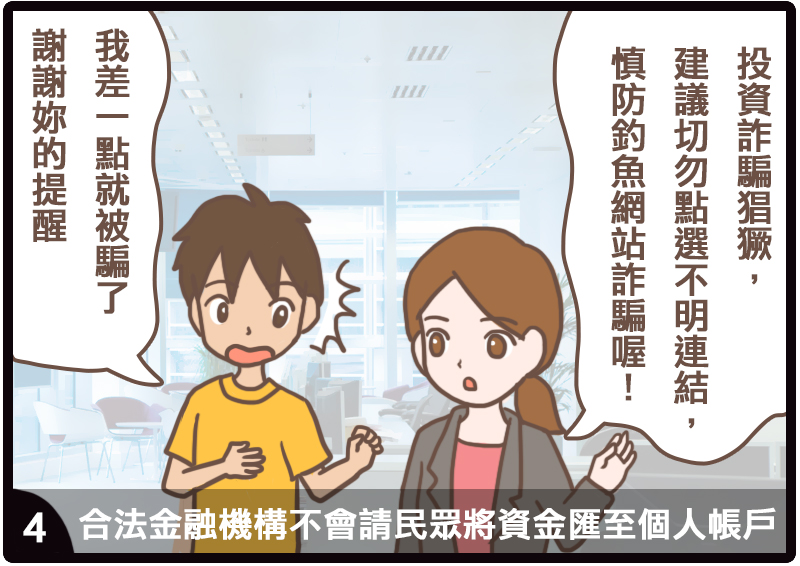 投資詐騙猖獗，
建議切勿點選不明連結，
慎防釣魚網站詐騙喔！
我差一點就被騙了
謝謝妳的提醒
4
合法金融機構不會請民眾將資金匯至個人帳戶